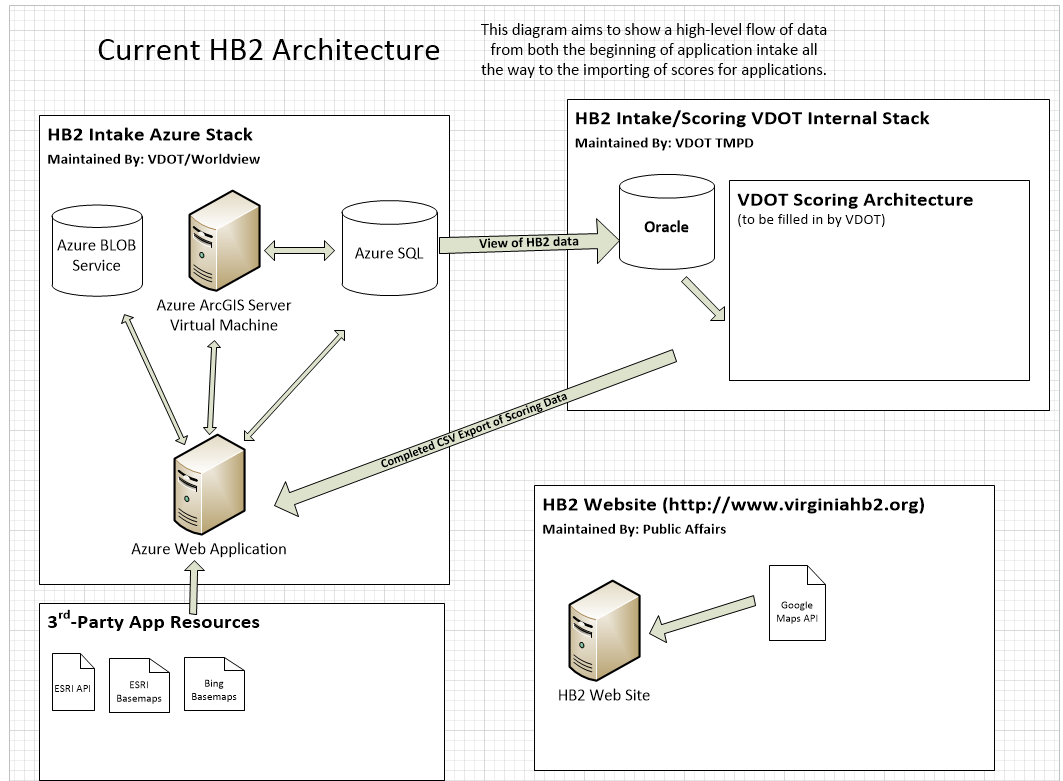 Current HB2 Architecture
This diagram aims to show a high-level flow of data
from both the beginning of application intake all
the way to the importing of scores for applications.
HB2 Intake Azure Stack
Maintained By: VDOT/Worldview
Azure BLOB
Service
Azure ArcGIS Server
Virtual Machine
Azure SQL
View of HB2 data
HB2 Intake/Scoring VDOT Internal Stack
Maintained By: VDOT TMPD
Oracle
VDOT Scoring Architecture
(to be filled in by VDOT)
Completed CSV Export of Scoring Data
Azure Web Application
3rd-Party App Resources
ESRI API
ESRI
Basemaps
Bing
Basemaps
HB2 Website (http://www.virginiahb2.org)
Maintained By: Public Affairs
Google
Maps API
HB2 Web Site